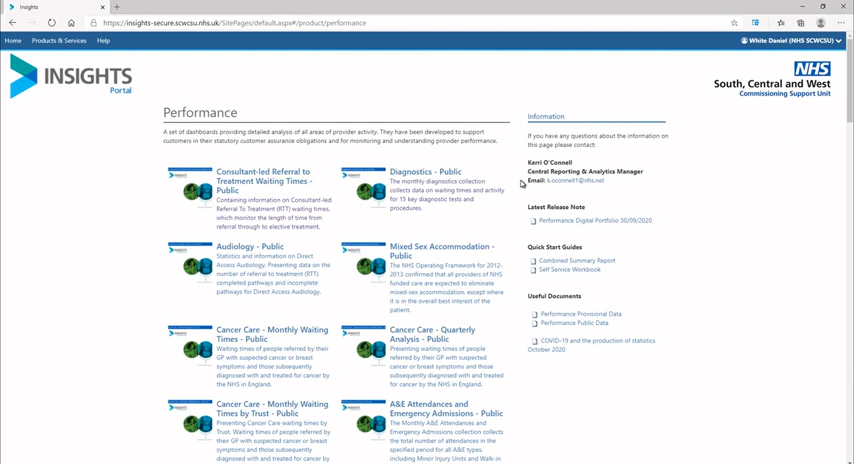 Insights
https://insights-secure.scwcsu.nhs.uk/SitePages/default.aspx#/product/performance
Home Products & Services Help
White Daniel (NHS SCWCSU)
INSIGHTS
Portal
NHS
South, Central and West
Commissioning Support Unit
Performance
A set of dashboards providing detailed analysis of all areas of provider activity. They have been developed to support
customers in their statutory customer assurance obligations and for monitoring and understanding provider performance.
Consultant-led Referral to
Treatment Waiting Times -
Public
Containing information on Consultant-led
Referral To Treatment (RTT) waiting times,
which monitor the length of time from
referral through to elective treatment.
Diagnostics - Public
The monthly diagnostics collection
collects data on waiting times and activity
for 15 key diagnostic tests and
procedures.
Audiology - Public
Statistics and information on Direct
Access Audiology. Presenting data on the
number of referral to treatment (RTT)
completed pathways and incomplete
pathways for Direct Access Audiology.
Mixed Sex Accommodation -
Public
The NHS Operating Framework for 2012-
2013 confirmed that all providers of NHS
funded care are expected to eliminate
mixed-sex accommodation, except where
it is in the overall best interest of the
patient.
Cancer Care - Monthly Waiting
Times - Public
Waiting times of people referred by their
GP with suspected cancer or breast
symptoms and those subsequently
diagnosed with and treated for cancer by
the NHS in England.
Cancer Care - Quarterly
Analysis - Public
Presenting waiting times of people
referred by their GP with suspected
cancer or breast symptoms and those
subsequently diagnosed with and treated
for cancer by the NHS in England.
Cancer Care - Monthly Waiting
Times by Trust - Public
Presenting Cancer Care waiting times by
Trust. Waiting times of people referred by
their GP with suspected cancer or breast
symptoms and those subsequently
A&E Attendances and
Emergency Admissions - Public
The Monthly A&E Attendances and
Emergency Admissions collection collects
the total number of attendances in the
specified period for all A&E types,
including Minor Injury Units and Walk-in
Information
If you have any questions about the information on
this page please contact:
Kerri O'Connell
Central Reporting & Analytics Manager
Email: k.oconnell1@nhs.net
Latest Release Note
Performance Digital Portfolio 30/09/2020
Quick Start Guides
Combined Summary Report
Self Service Workbook
Useful Documents
Performance Provisional Data
Performance Public Data
COVID-19 and the production of statistics
October 2020